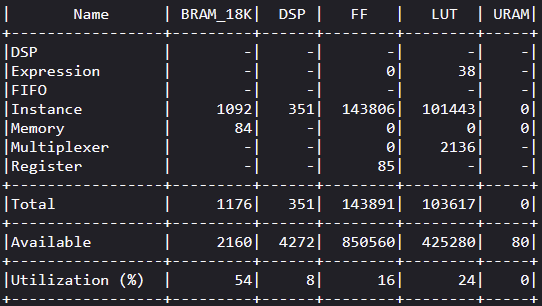 |       Name      | BRAM_18K|  DSP |   FF   |   LUT  | URAM|
+-----------------+---------+------+--------+--------+-----+
|DSP              |        -|     -|       -|       -|    -|
|Expression       |        -|     -|       0|      38|    -|
|FIFO             |        -|     -|       -|       -|    -|
|Instance         |     1092|   351|  143806|  101443|    0|
|Memory           |       84|     -|       0|       0|    0|
|Multiplexer      |        -|     -|       0|    2136|    -|
|Register         |        -|     -|      85|       -|    -|
+-----------------+---------+------+--------+--------+-----+
|Total            |     1176|   351|  143891|  103617|    0|
+-----------------+---------+------+--------+--------+-----+
|Available        |     2160|  4272|  850560|  425280|   80|
+-----------------+---------+------+--------+--------+-----+
|Utilization (%)  |       54|     8|      16|      24|    0|
+-----------------+---------+------+--------+--------+-----+